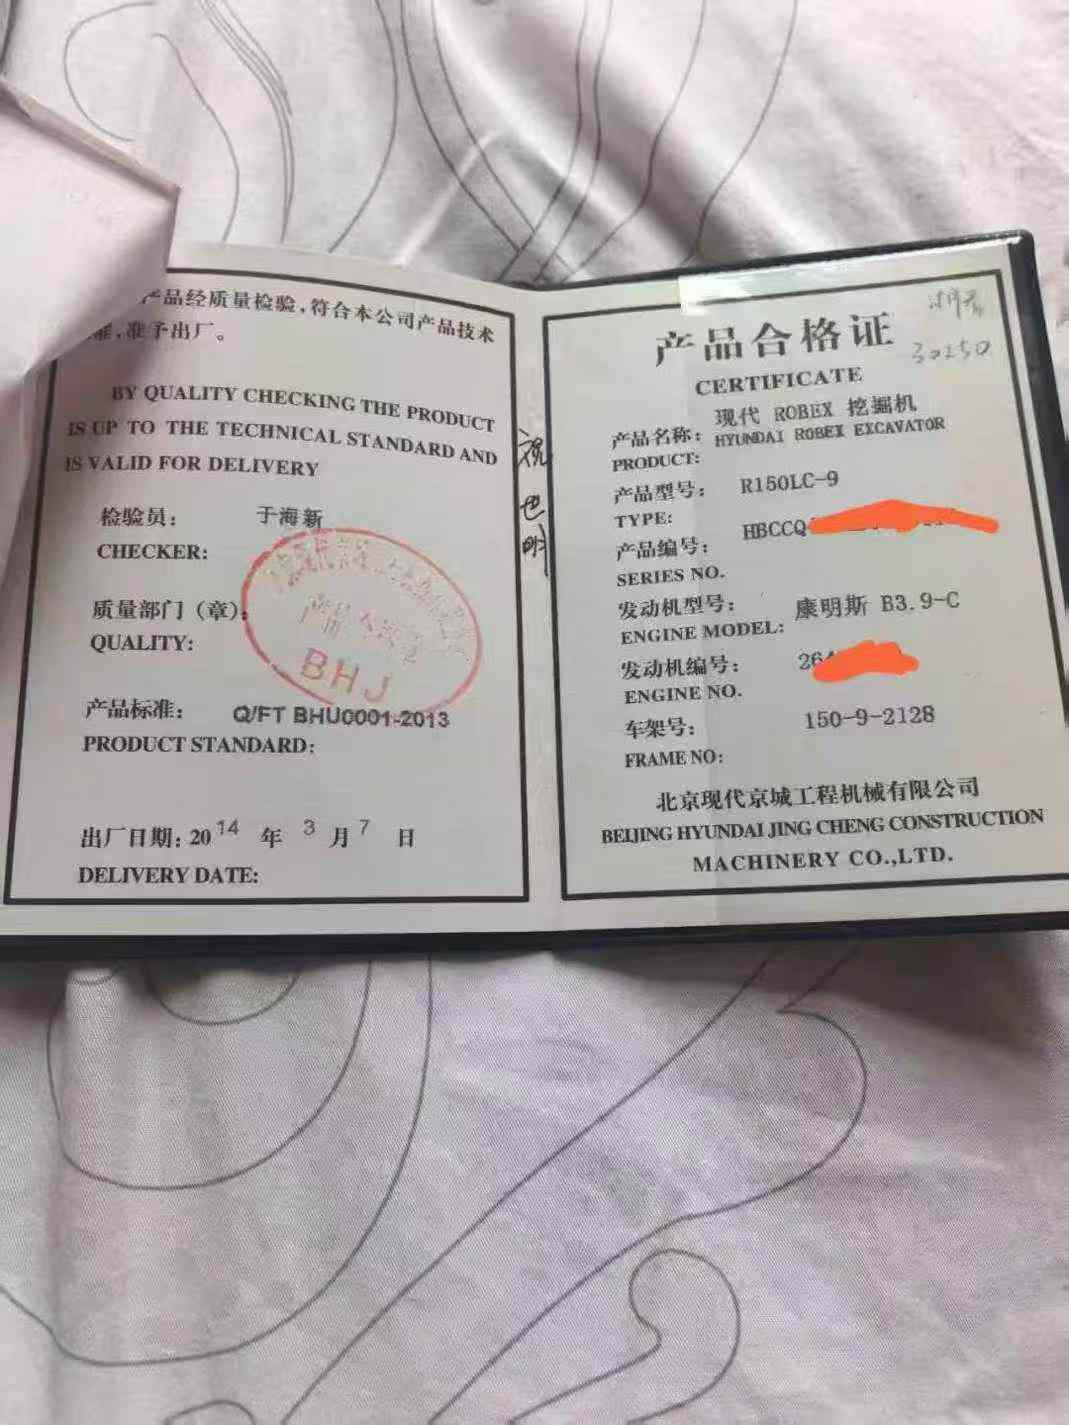 产品经质量检验,符合本公司产品技术
准予出厂。
BY QUALITY CHECKING THE PRODUCT
IS UP TO THE TECHNICAL STANDARD AND
IS VALID FOR DELIVERY
检验员: 于海新
CHECKER:
质量部门(章):
QUALITY:
BHJ
产品标准: Q/FT BHU0001-2013
PRODUCT STANDARD:
出厂日期: 2014 年 3 月 7 日
DELIVERY DATE:
30250
产品合格证
CERTIFICATE
产品名称: 现代 ROBEX 挖掘机
PRODUCT: HYUNDAI ROBEX EXCAVATOR
产品型号: R150LC-9
TYPE:
产品编号: HBCCQ
SERIES NO.
发动机型号: 康明斯 B3.9-C
ENGINE MODEL:
发动机编号: 26
ENGINE NO.
车架号: 150-9-2128
FRAME NO:
北京现代京城工程机械有限公司
BEIJING HYUNDAI JING CHENG CONSTRUCTION
MACHINERY CO.,LTD.